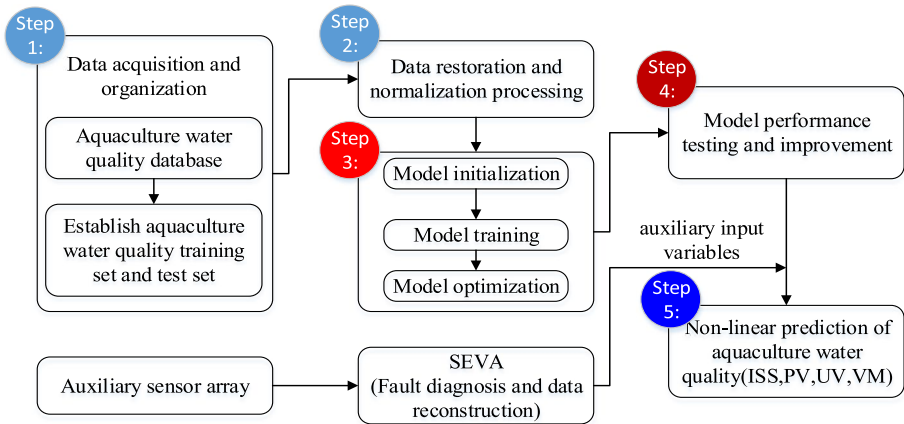 Step
1:
Data acquisition and
organization
Aquaculture water
quality database
Establish aquaculture
water quality training
set and test set
Step
2:
Data restoration and
normalization processing
Step
3:
Model initialization
Model training
Model optimization
Step
4:
Model performance
testing and improvement
auxiliary input
variables
Step
5:
Non-linear prediction of
aquaculture water
quality(ISS,PV,UV,VM)
Auxiliary sensor array
SEVA
(Fault diagnosis and data
reconstruction)